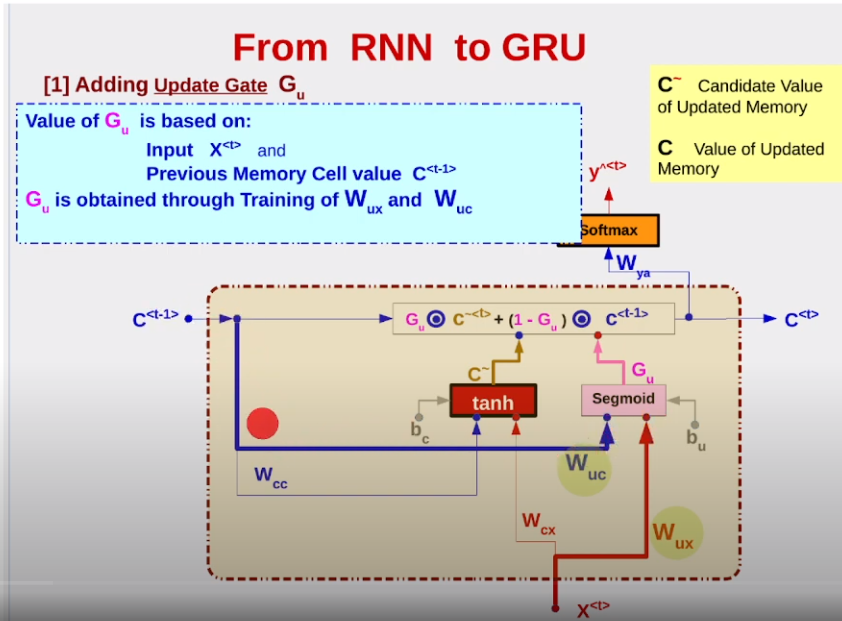 From RNN to GRU
[1] Adding Update Gate Gu
Value of Gu is based on:
Input X<t> and
Previous Memory Cell value C<t-1>
Gu is obtained through Training of Wux and Wuc
C~ Candidate Value
of Updated Memory
C Value of Updated
Memory
y^<t>
Softmax
Wya
C<t-1>
Gu ⊙ c~<t> + (1 - Gu) ⊙ c<t-1>
C<t>
C~
Gu
tanh
Segmoid
bc
bu
Wcc
Wuc
Wcx
Wux
X<t>